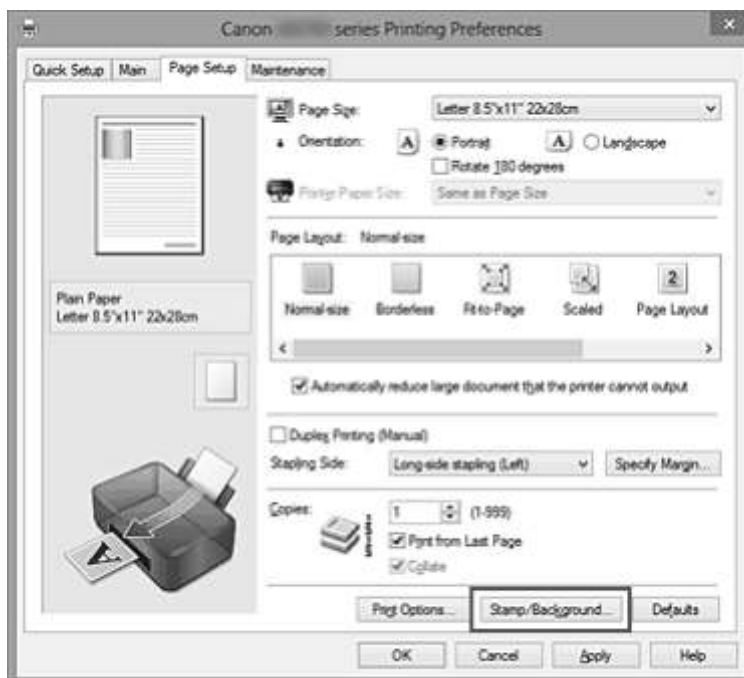 Canon series Printing Preferences
Quick Setup Main Page Setup Maintenance
Page Size: Letter 8.5"x11" 22x28cm
Orientation: A Portrait A Landscape
Rotate 180 degrees
Printer Paper Size: Same as Page Size
Page Layout: Normal-size
2
Normal-size Borderless Fit-to-Page Scaled Page Layout
Automatically reduce large document that the printer cannot output
Duplex Printing (Manual)
Stapling Side: Long-side stapling (Left) Specify Margin...
Copies: 1 (1-999)
Print from Last Page
Collate
Plain Paper
Letter 8.5"x11" 22x28cm
A
Print Options... Stamp/Background... Defaults
OK Cancel Apply Help